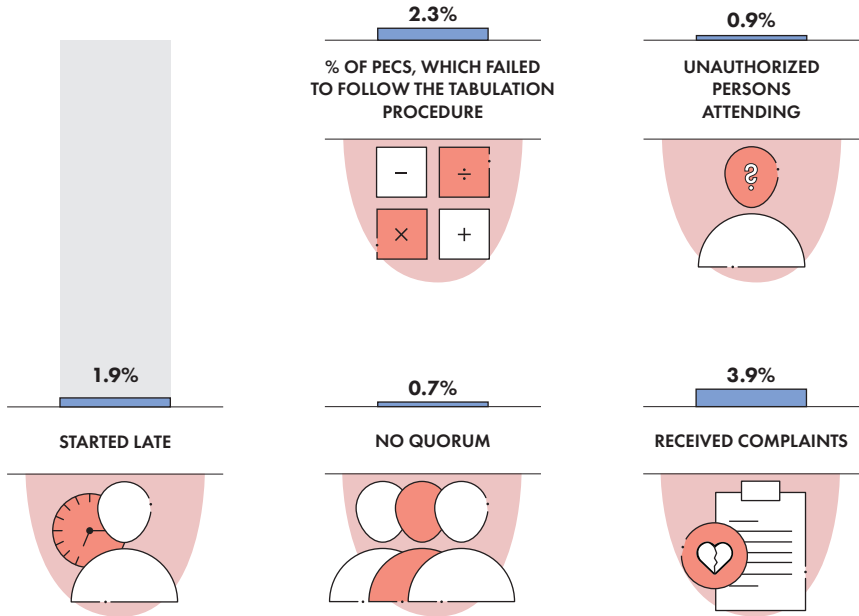 2.3%
% OF PECS, WHICH FAILED
TO FOLLOW THE TABULATION
PROCEDURE
0.9%
UNAUTHORIZED
PERSONS
ATTENDING
− ÷
× +
?
1.9%
STARTED LATE
0.7%
NO QUORUM
3.9%
RECEIVED COMPLAINTS